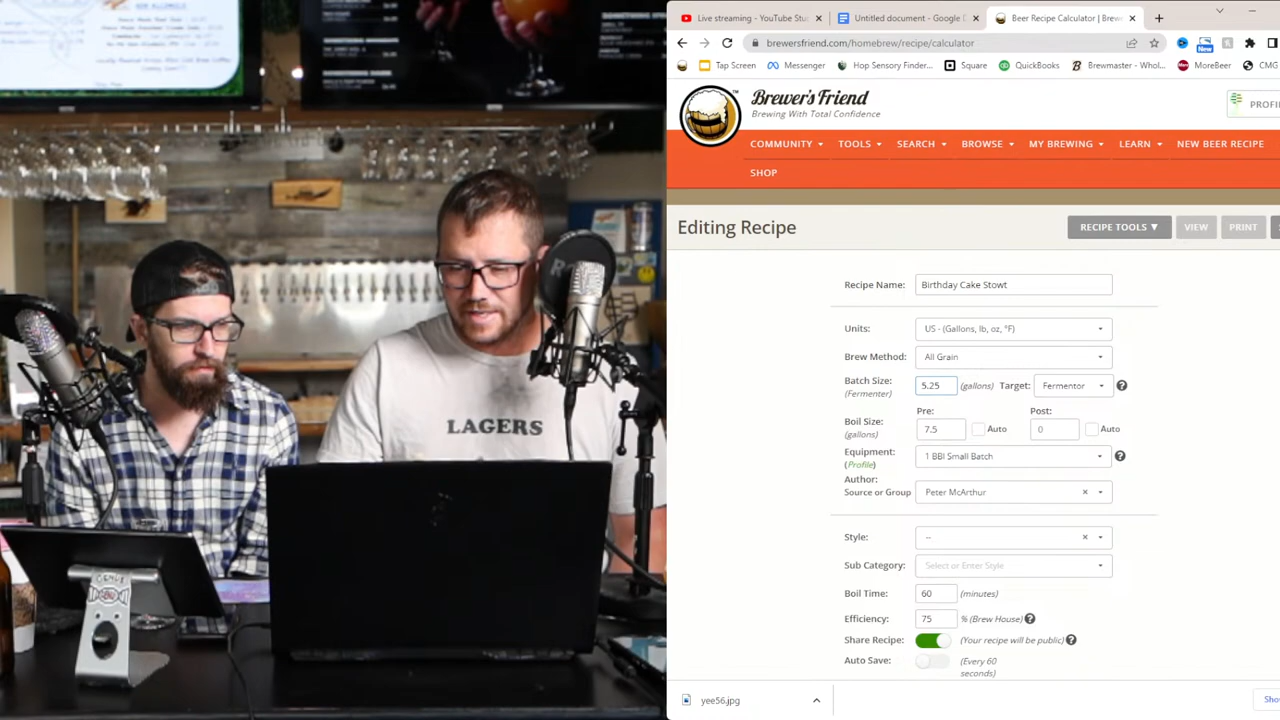 Live streaming - YouTube Stu
Untitled document - Google D
Beer Recipe Calculator | Brew
brewersfriend.com/homebrew/recipe/calculator
New
Tap Screen
Messenger
Hop Sensory Finder...
Square
QuickBooks
Brewmaster - Whol...
MoreBeer
CMG
Brewer's Friend
Brewing With Total Confidence
PROFI
COMMUNITY
TOOLS
SEARCH
BROWSE
MY BREWING
LEARN
NEW BEER RECIPE
SHOP
Editing Recipe
RECIPE TOOLS ▼
VIEW
PRINT
Recipe Name: Birthday Cake Stowt
Units: US - (Gallons, lb, oz, °F)
Brew Method: All Grain
Batch Size: 5.25 (gallons) Target: Fermentor
(Fermenter)
Pre: Post:
Boil Size: 7.5 Auto 0 Auto
(gallons)
Equipment: 1 BBl Small Batch
(Profile)
Author:
Source or Group Peter McArthur
Style: --
Sub Category: Select or Enter Style
Boil Time: 60 (minutes)
Efficiency: 75 % (Brew House)
Share Recipe: (Your recipe will be public)
Auto Save: (Every 60
seconds)
yee56.jpg
Sho
LAGERS